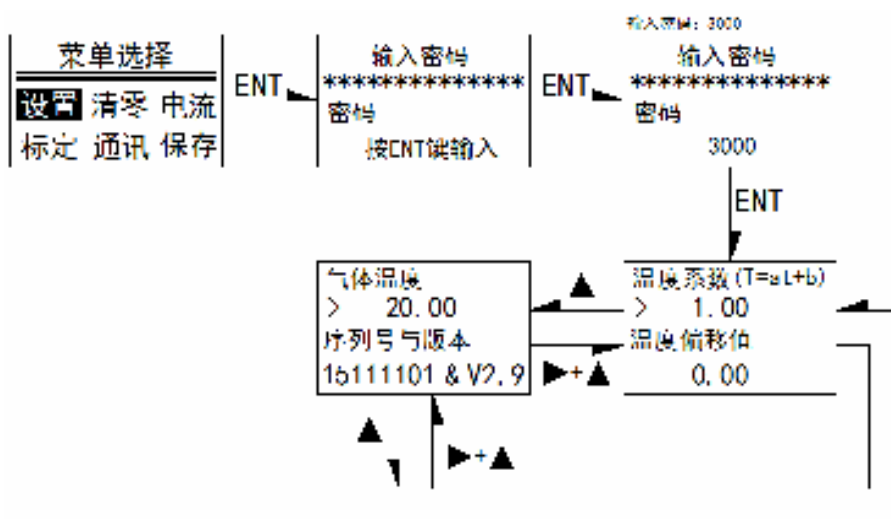 输入密码: 3000
菜单选择
设置 清零 电流
标定 通讯 保存
ENT
输入密码
**************
密码
按ENT键输入
ENT
输入密码
**************
密码
3000
ENT
气体温度
> 20.00
序列号与版本
15111101 & V2.9
▲
▶+▲
温度系数(T=at+b)
> 1.00
温度偏移值
0.00
▲
▶+▲